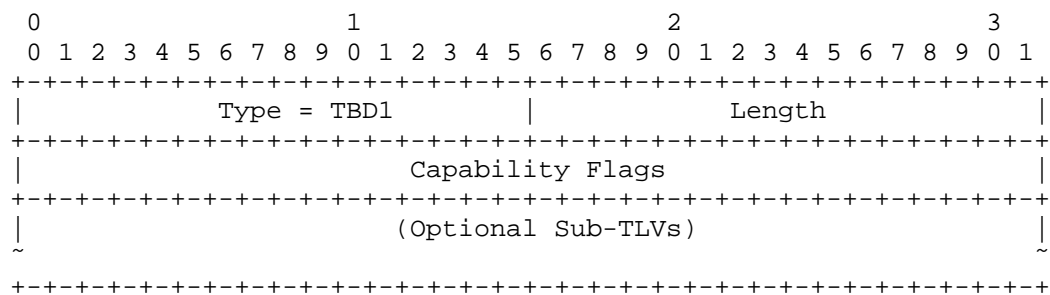 0                   1                   2                   3
 0 1 2 3 4 5 6 7 8 9 0 1 2 3 4 5 6 7 8 9 0 1 2 3 4 5 6 7 8 9 0 1
+-+-+-+-+-+-+-+-+-+-+-+-+-+-+-+-+-+-+-+-+-+-+-+-+-+-+-+-+-+-+-+-+
|          Type = TBD1          |            Length             |
+-+-+-+-+-+-+-+-+-+-+-+-+-+-+-+-+-+-+-+-+-+-+-+-+-+-+-+-+-+-+-+-+
|                       Capability Flags                        |
+-+-+-+-+-+-+-+-+-+-+-+-+-+-+-+-+-+-+-+-+-+-+-+-+-+-+-+-+-+-+-+-+
|                      (Optional Sub-TLVs)                      |
~                                                               ~
+-+-+-+-+-+-+-+-+-+-+-+-+-+-+-+-+-+-+-+-+-+-+-+-+-+-+-+-+-+-+-+-+